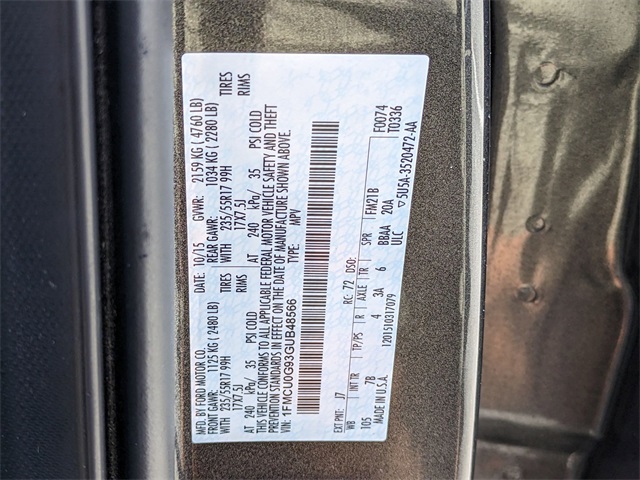 MFD. BY FORD MOTOR CO.
DATE: 10/15 GVWR: 2159 KG ( 4760 LB)
FRONT GAWR: 1125 KG ( 2480 LB) REAR GAWR: 1034 KG ( 2280 LB)
WITH 235/55R17 99H TIRES WITH 235/55R17 99H TIRES
17X7.5J RIMS 17X7.5J RIMS
AT 240 kPa/ 35 PSI COLD AT 240 kPa/ 35 PSI COLD
THIS VEHICLE CONFORMS TO ALL APPLICABLE FEDERAL MOTOR VEHICLE SAFETY AND THEFT
PREVENTION STANDARDS IN EFFECT ON THE DATE OF MANUFACTURE SHOWN ABOVE.
VIN: 1FMCU0G93GUB48566 TYPE: MPV
EXT PNT: J7 RC: 72 DSO: F0074
WB INT TR TP/PS R AXLE TR SPR FM21B T0336
105 7B 4 3A 6 BBAA 20A ▽5U5A-3520472-AA
MADE IN U.S.A. 1201510317079 ULC